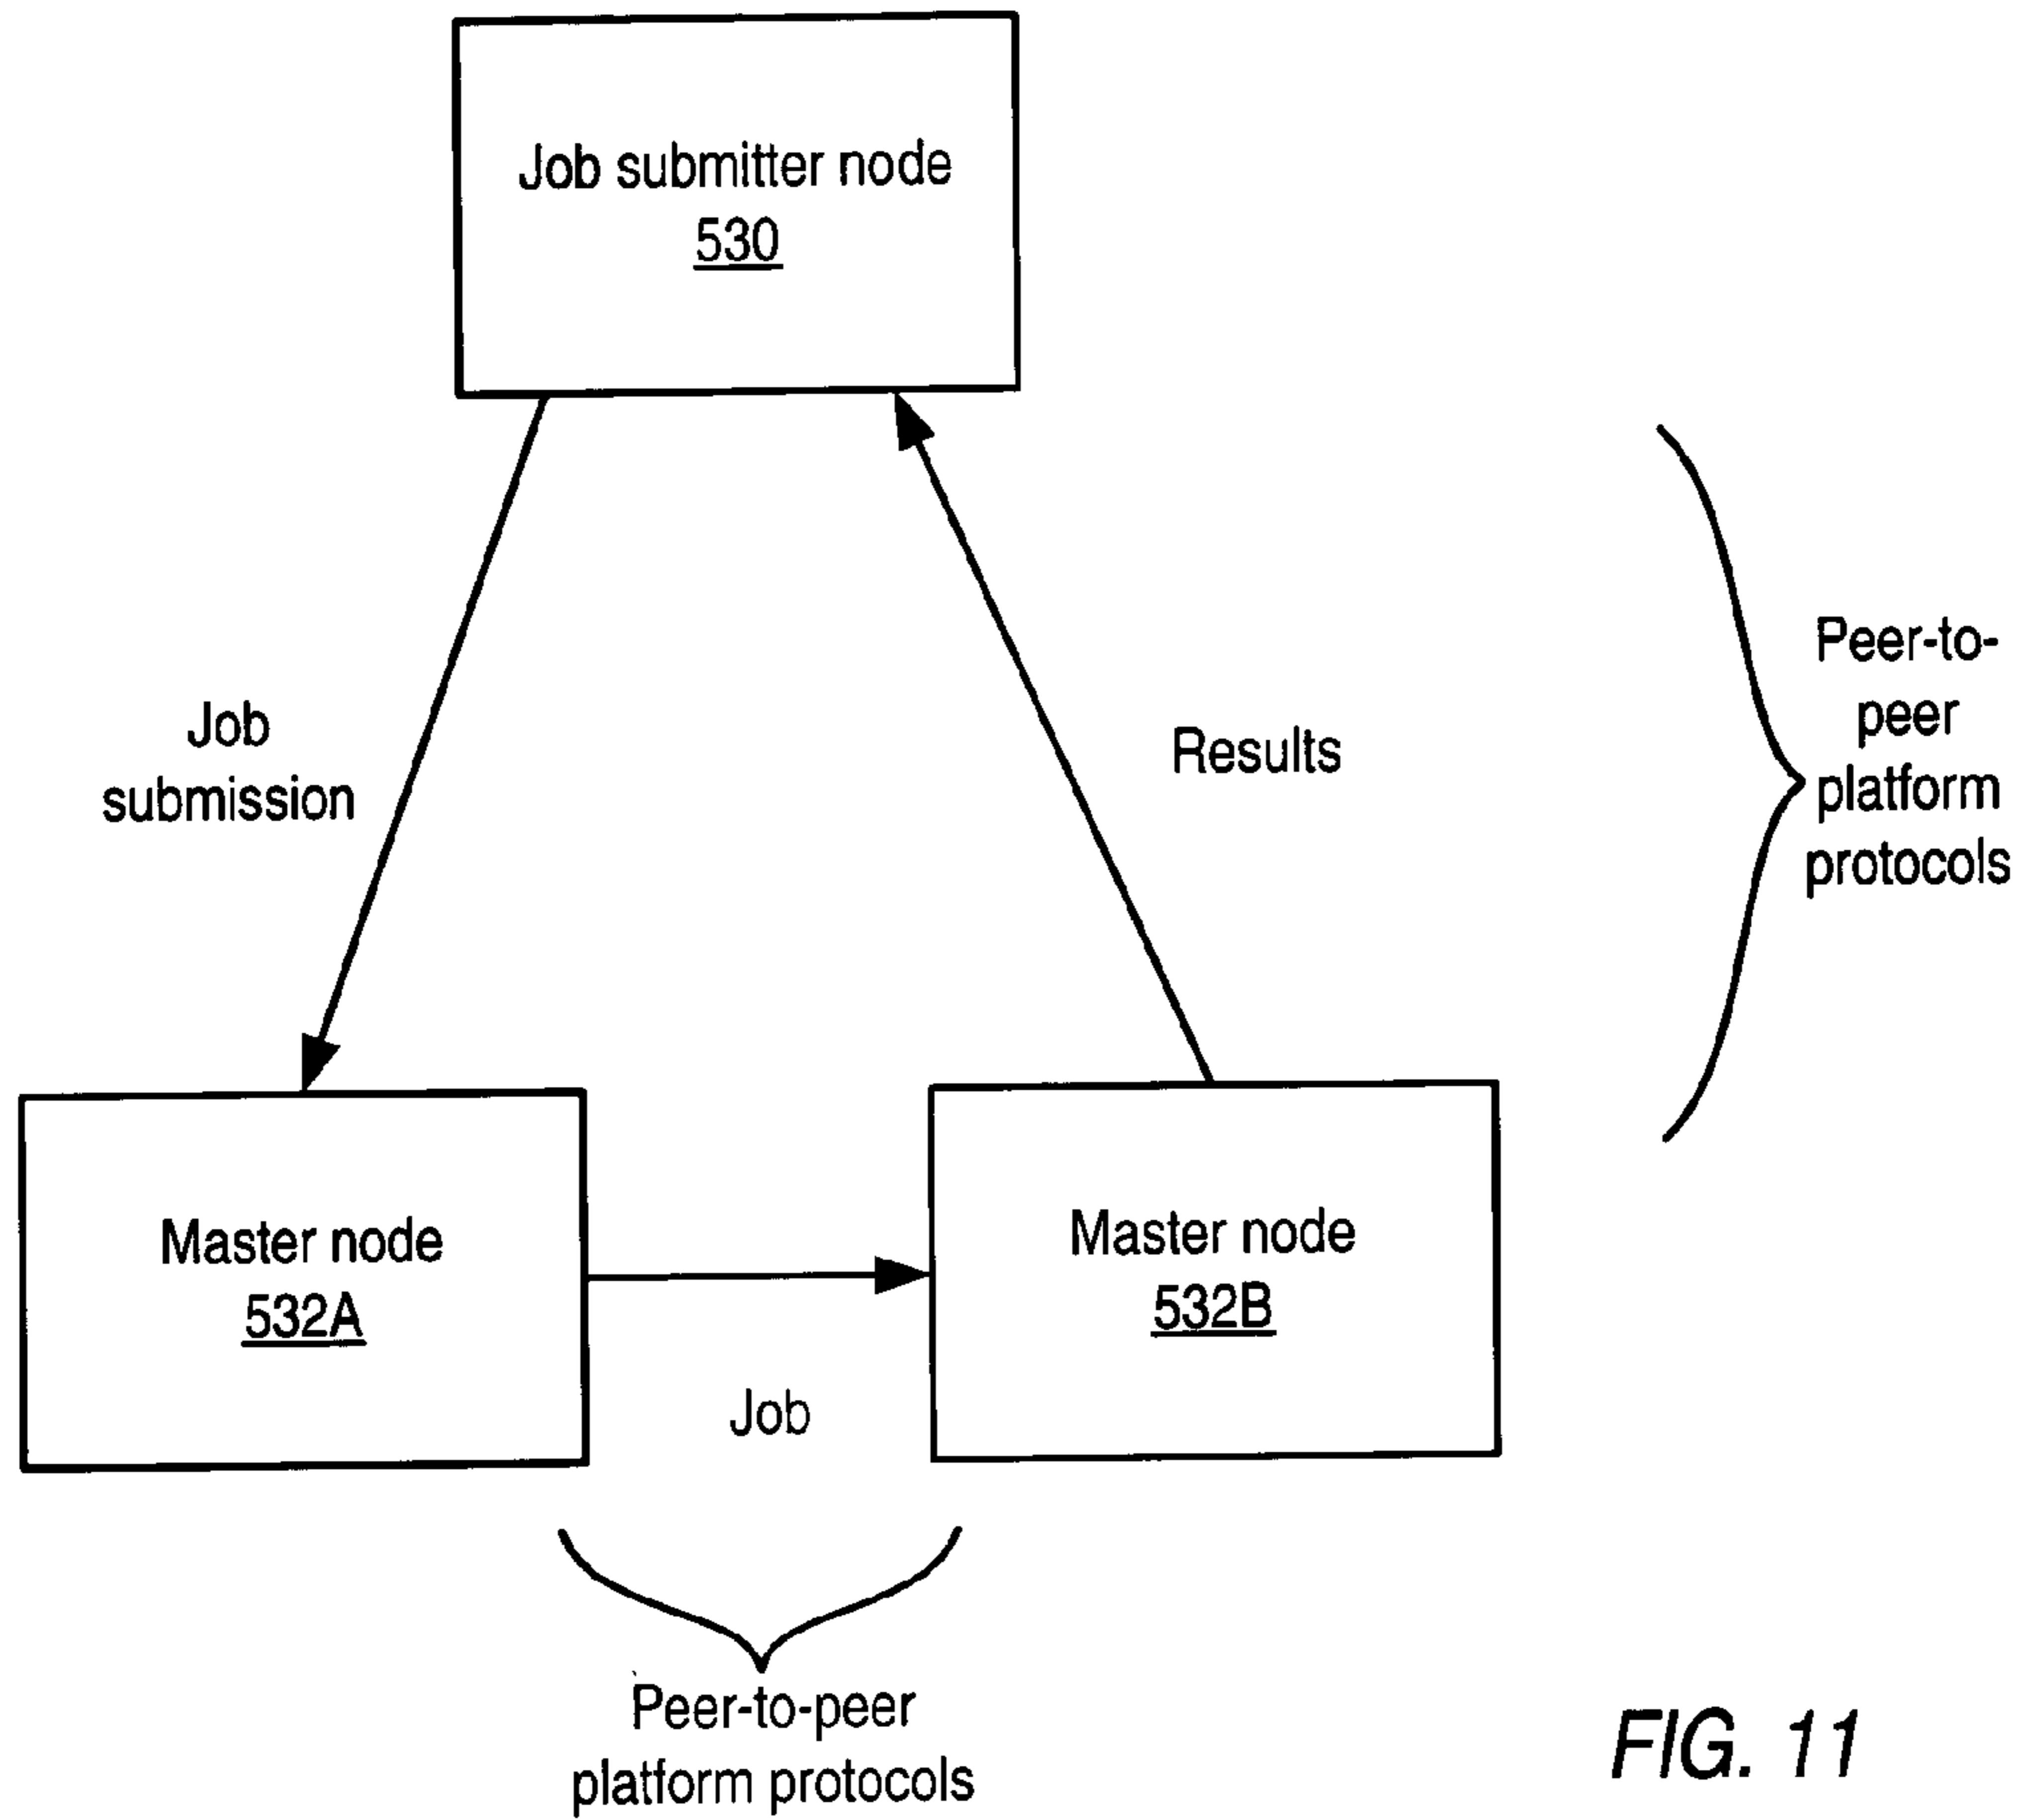 Job submitter node
530
Job
submission
Results
Peer-to-
peer
platform
protocols
Master node
532A
Master node
532B
Job
Peer-to-peer
platform protocols
FIG. 11